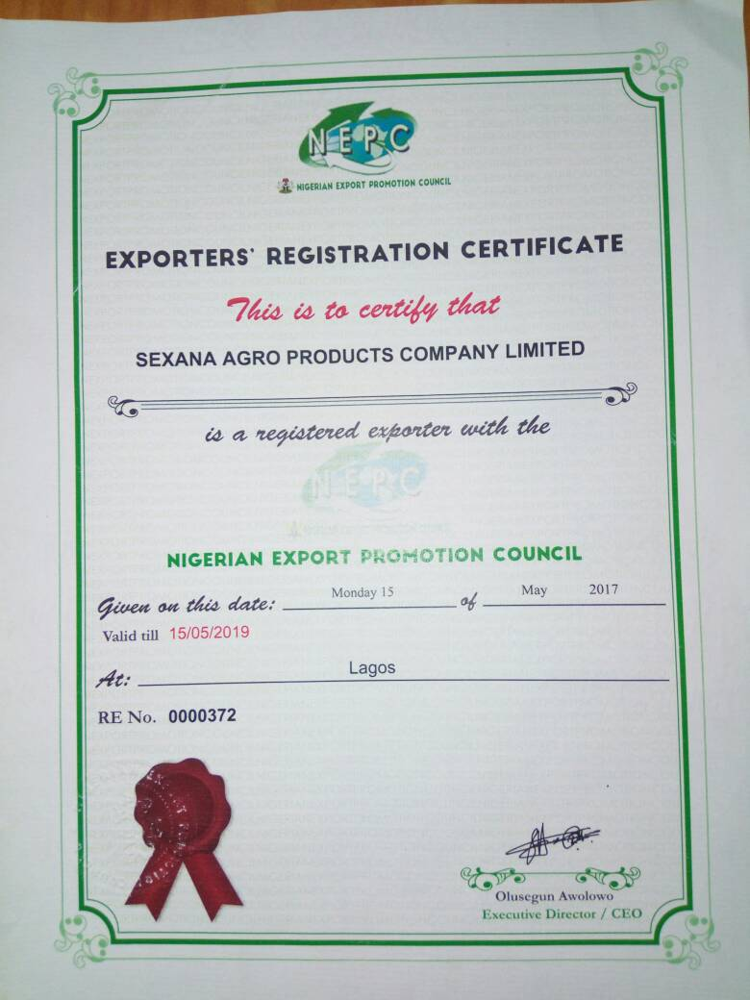 NEPC
NIGERIAN EXPORT PROMOTION COUNCIL
EXPORTERS' REGISTRATION CERTIFICATE
This is to certify that
SEXANA AGRO PRODUCTS COMPANY LIMITED
is a registered exporter with the
NEPC
NIGERIAN EXPORT PROMOTION COUNCIL
Given on this date: Monday 15 of May 2017
Valid till 15/05/2019
At: Lagos
RE No. 0000372
Olusegun Awolowo
Executive Director / CEO